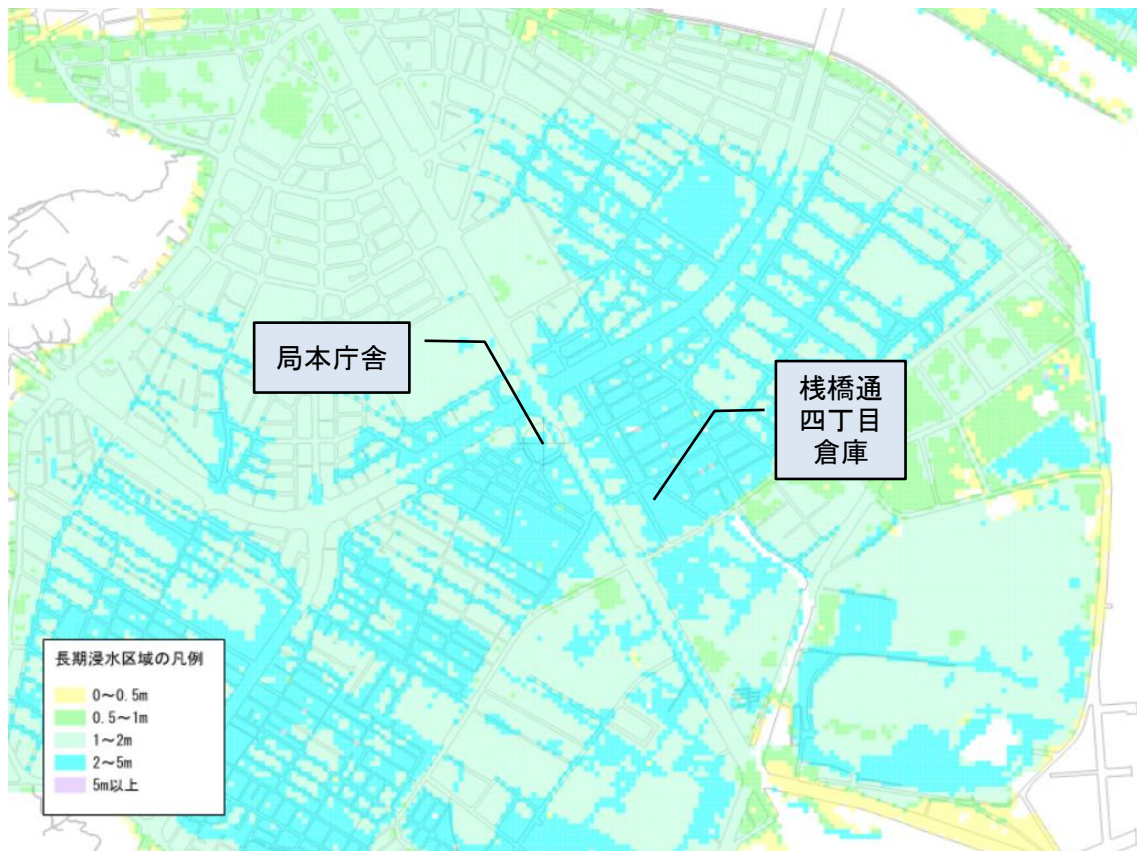 局本庁舎
桟橋通
四丁目
倉庫
長期浸水区域の凡例
0～0.5m
0.5～1m
1～2m
2～5m
5m以上